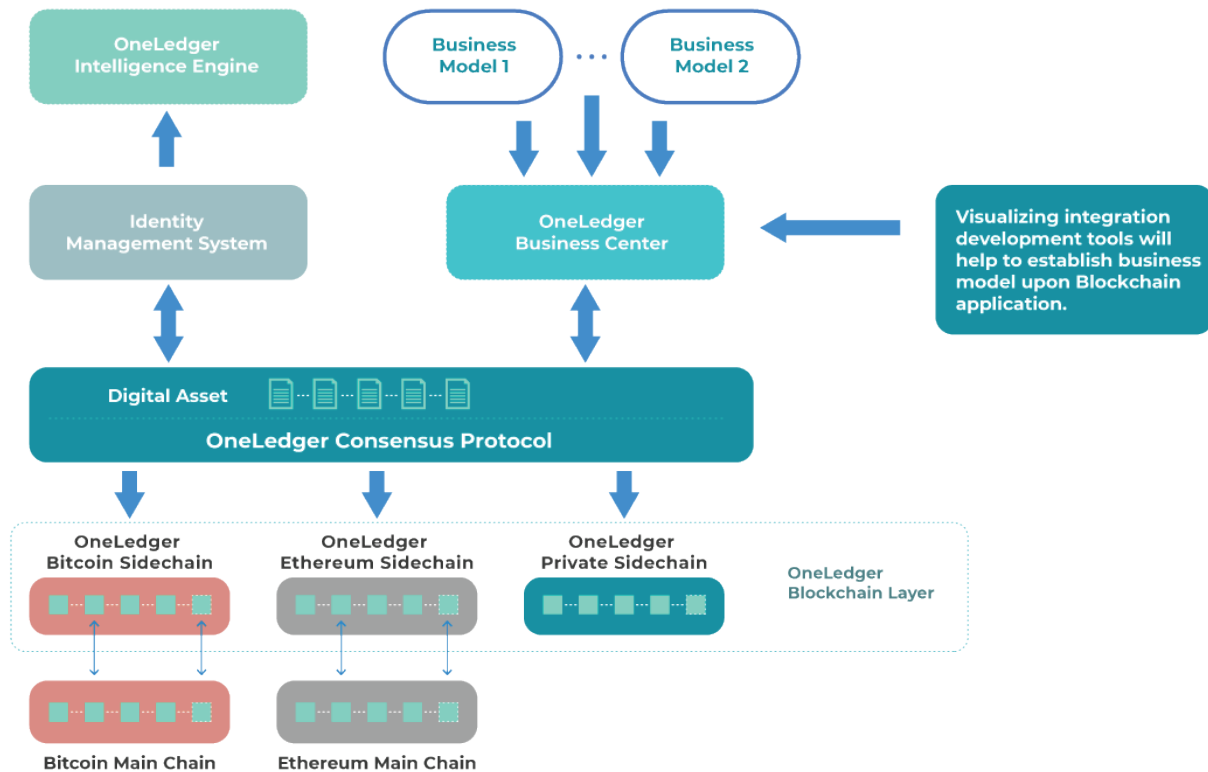 OneLedger
Intelligence Engine
Business
Model 1
Business
Model 2
Identity
Management System
OneLedger
Business Center
Visualizing integration
development tools will
help to establish business
model upon Blockchain
application.
Digital Asset
OneLedger Consensus Protocol
OneLedger
Bitcoin Sidechain
OneLedger
Ethereum Sidechain
OneLedger
Private Sidechain
OneLedger
Blockchain Layer
Bitcoin Main Chain
Ethereum Main Chain